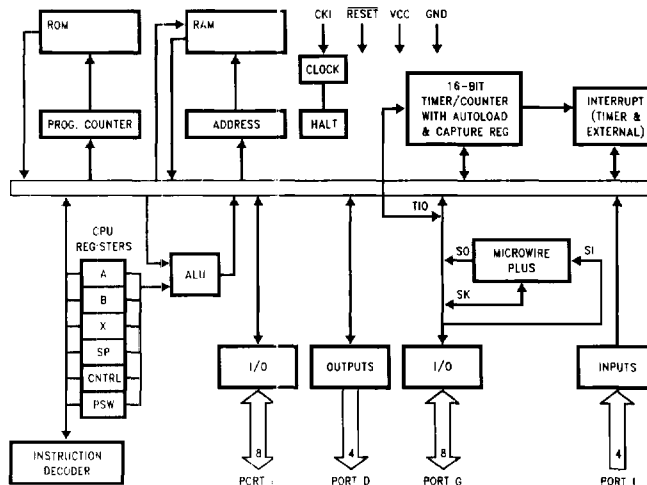 ROM
RAM
CKI
RESET
VCC
GND
CLOCK
HALT
PROG. COUNTER
ADDRESS
16-BIT
TIMER/COUNTER
WITH AUTOLOAD
& CAPTURE REG
INTERRUPT
(TIMER &
EXTERNAL)
TIO
CPU
REGISTERS
A
B
X
SP
CNTRL
PSW
ALU
SO
MICROWIRE
PLUS
SI
SK
I/O
OUTPUTS
I/O
INPUTS
INSTRUCTION
DECODER
8
4
8
4
PORT
PORT D
PORT G
PORT I